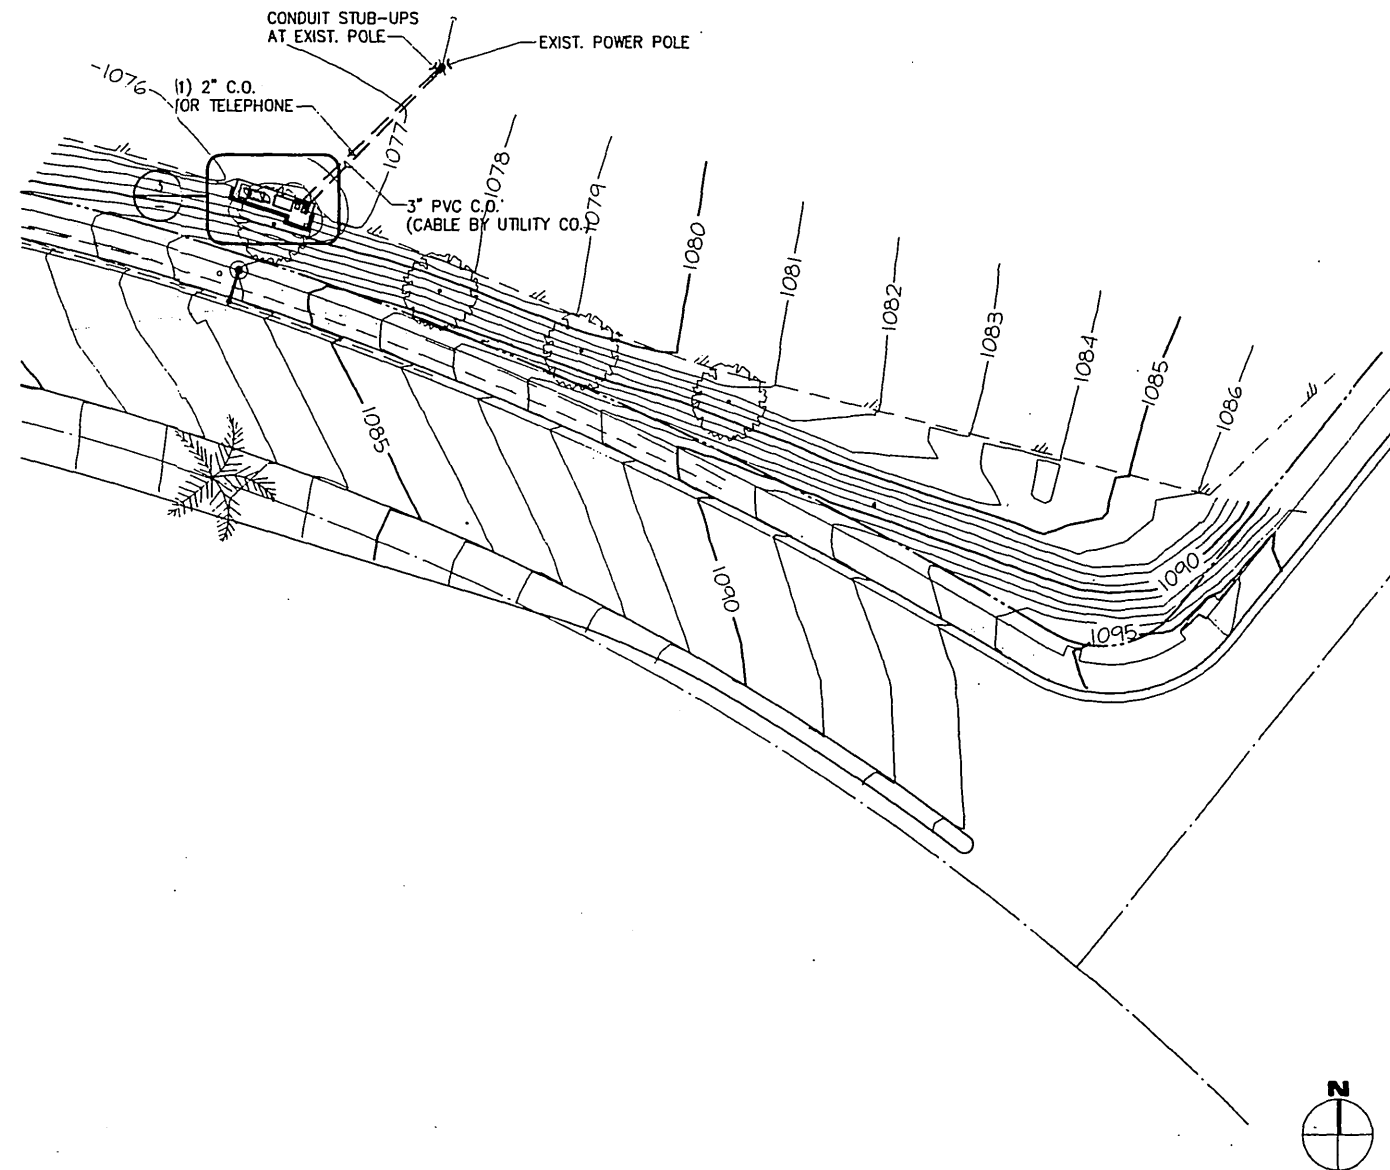 CONDUIT STUB-UPS
AT EXIST. POLE
EXIST. POWER POLE
1076
(1) 2" C.O.
OR TELEPHONE
1077
1078
3" PVC C.O.
(CABLE BY UTILITY CO.)
1079
1080
1081
1082
1083
1084
1085
1086
1085
1090
1090
1095
N